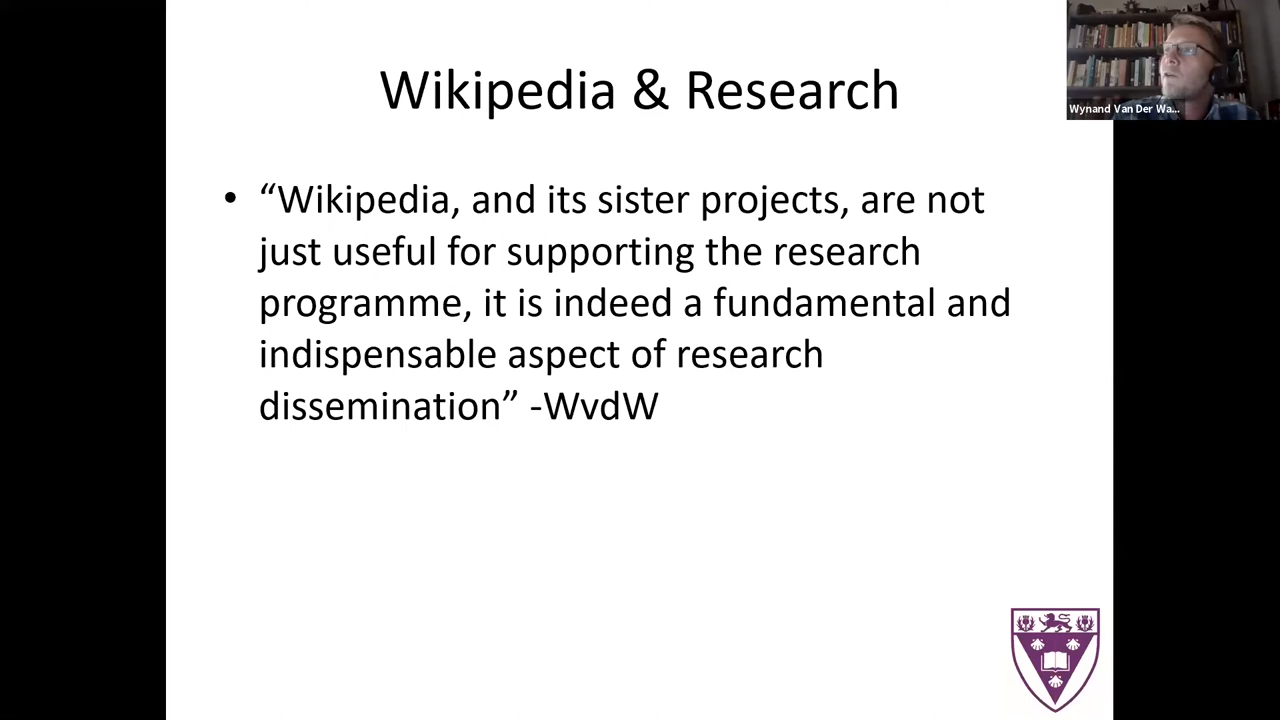 Wikipedia & Research
Wynand Van Der Wa...
• “Wikipedia, and its sister projects, are not
just useful for supporting the research
programme, it is indeed a fundamental and
indispensable aspect of research
dissemination” -WvdW